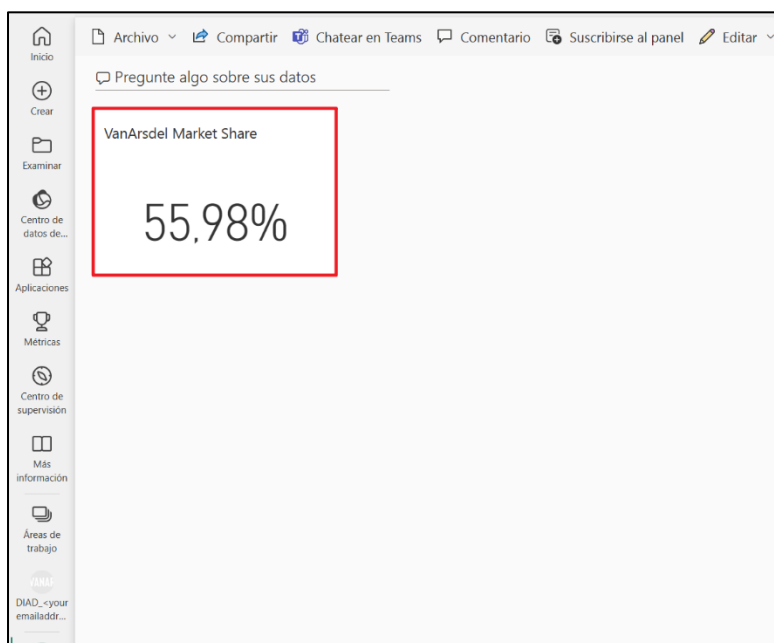 Inicio
Crear
Examinar
Centro de
datos de...
Aplicaciones
Métricas
Centro de
supervisión
Más
información
Áreas de
trabajo
DIAD_<your
emailaddr...
Archivo
Compartir
Chatear en Teams
Comentario
Suscribirse al panel
Editar
Pregunte algo sobre sus datos
VanArsdel Market Share
55,98%